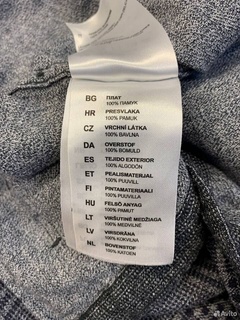 BG ПЛАТ
100% ПАМУК
HR PRESVLAKA
100% PAMUK
CZ VRCHNÍ LÁTKA
100% BAVLNA
DA OVERSTOF
100% BOMULD
ES TEJIDO EXTERIOR
100% ALGODÓN
ET PEALISMATERJAL
100% PUUVILL
FI PINTAMATERIAALI
100% PUUVILLA
HU FELSŐ ANYAG
100% PAMUT
LT VIRŠUTINĖ MEDŽIAGA
100% MEDVILNĖ
LV VIRSDRĀNA
100% KOKVILNA
NL BOVENSTOF
100% KATOEN
Avito